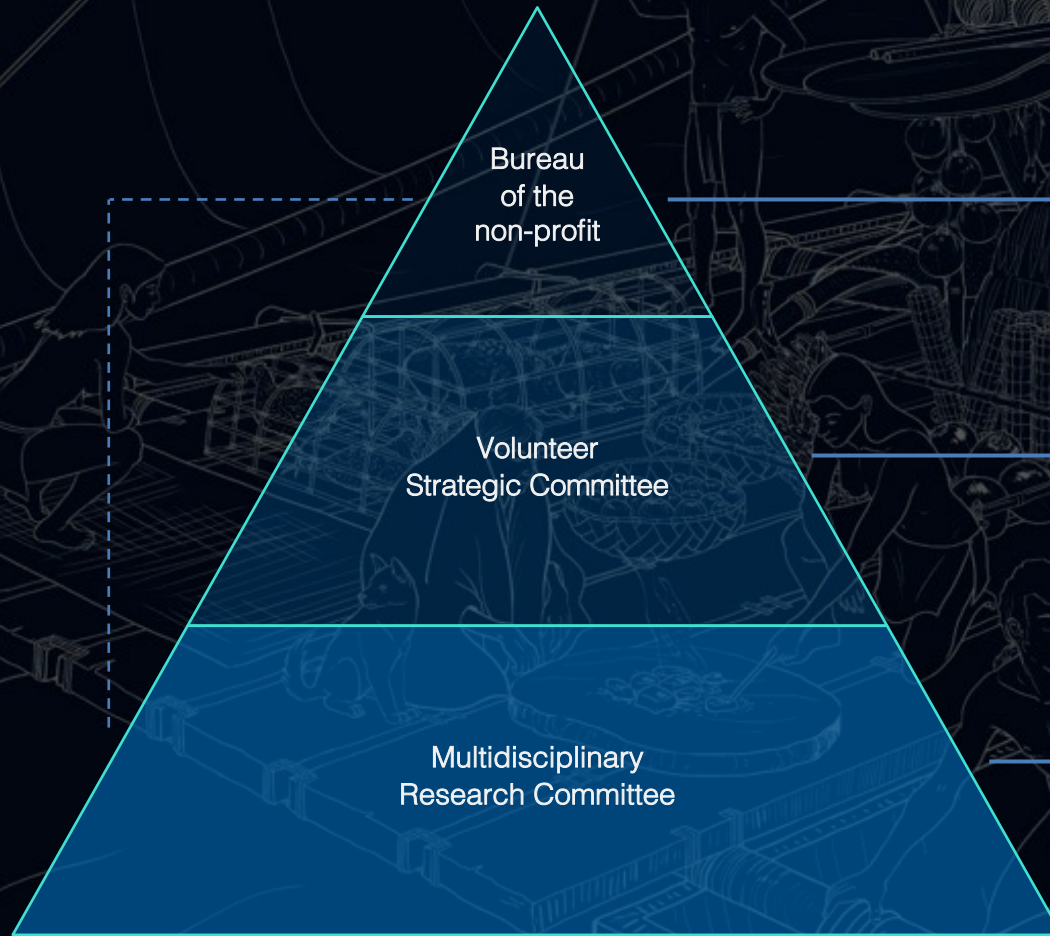 Bureau
of the
non-profit
Volunteer
Strategic Committee
Multidisciplinary
Research Committee